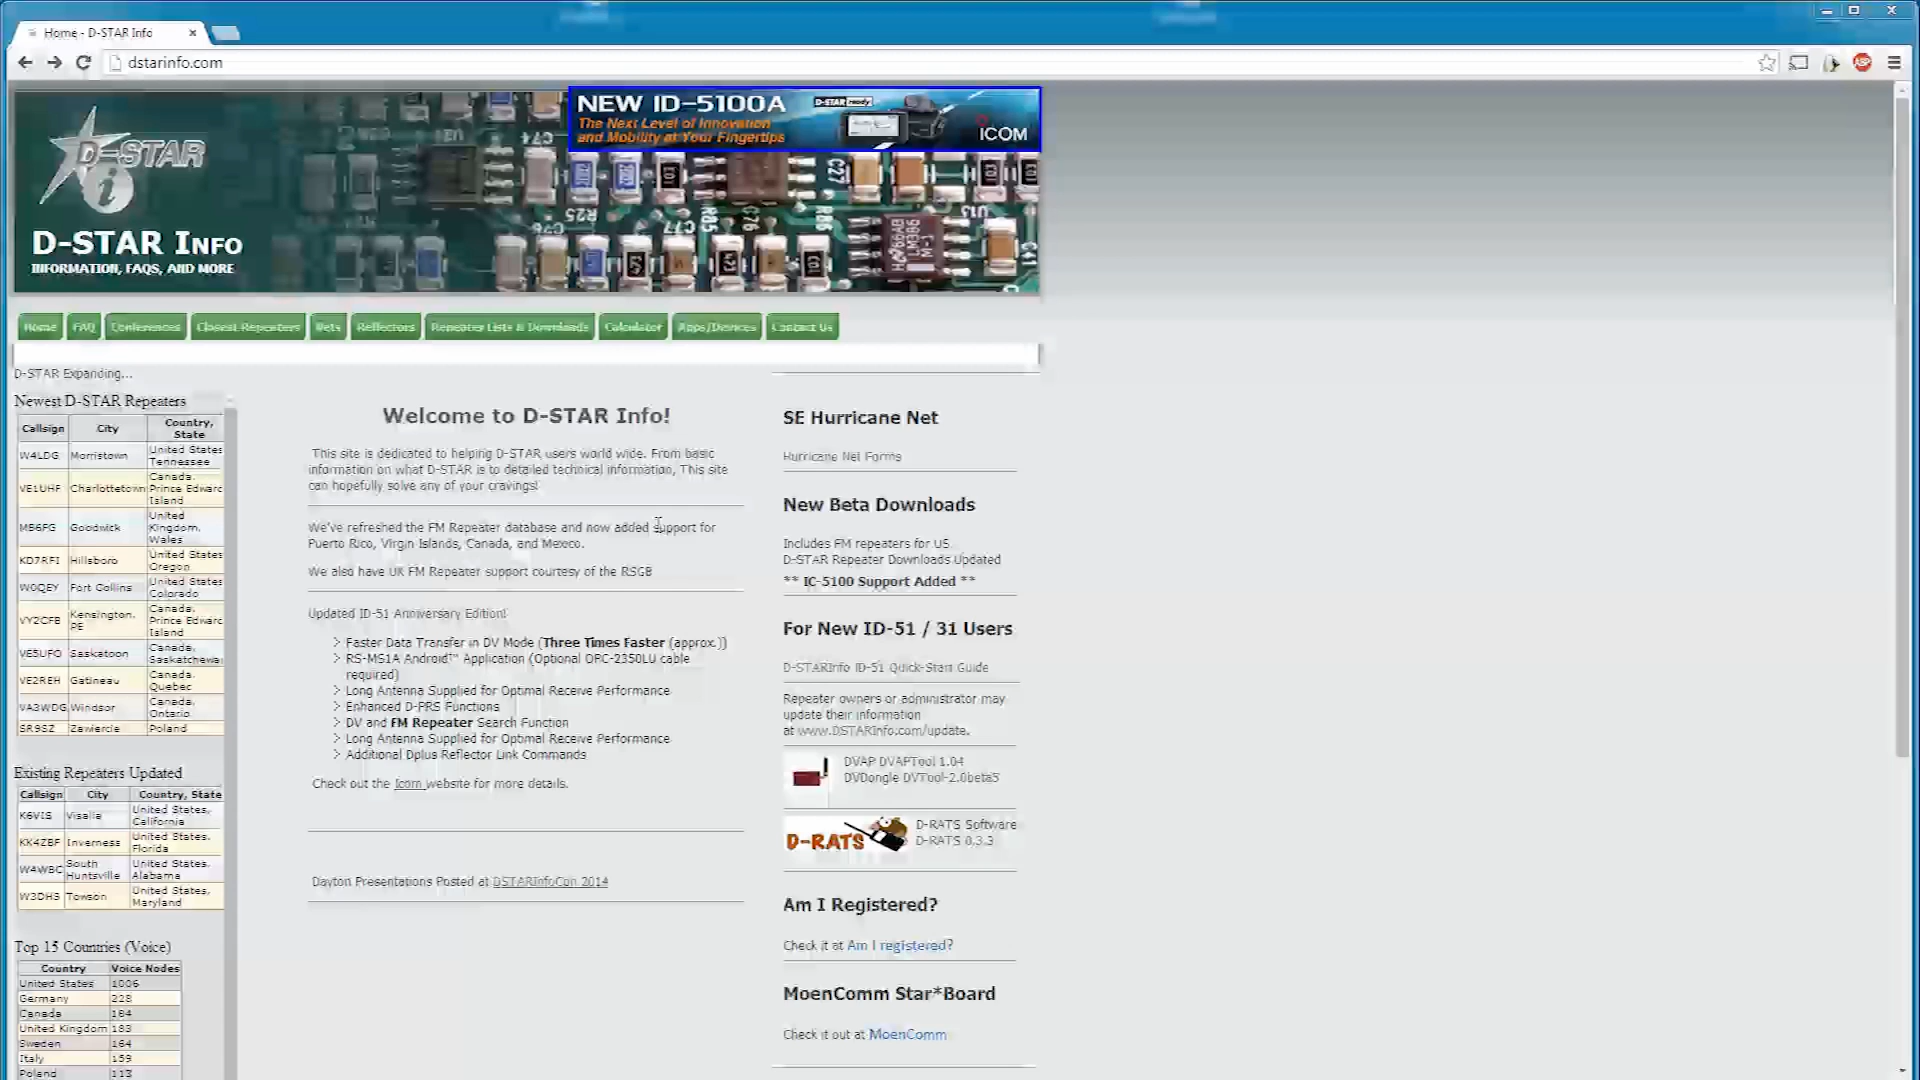 Home - D-STAR Info
dstarinfo.com
NEW ID-5100A
D-STAR ready
The Next Level of Innovation
and Mobility at Your Fingertips
ICOM
D-STAR
i
D-STAR INFO
INFORMATION, FAQS, AND MORE
C74
R25
C77
R85
C76
R86
C27
C41
LM386
M-1
Home FAQ Conferences Closest Repeaters Nets Reflectors Repeater Lists & Downloads Calculator Apps/Devices Contact Us
D-STAR Expanding...
Newest D-STAR Repeaters
Callsign City Country, State
W4LDG Morristown United States Tennessee
VE1UHF Charlottetown Canada, Prince Edward Island
MB6FG Goodwick United Kingdom, Wales
KD7RFI Hillsboro United States Oregon
W0QEY Fort Collins United States Colorado
VY2CFB Kensington, PE Canada, Prince Edward Island
VE5UFO Saskatoon Canada, Saskatchewa
VE2REH Gatineau Canada, Quebec
VA3WDG Windsor Canada, Ontario
SR9SZ Zawiercie Poland
Existing Repeaters Updated
Callsign City Country, State
K6VIS Visalia United States, California
KK4ZBF Inverness United States, Florida
W4WBC South Huntsville United States, Alabama
W3DHS Towson United States, Maryland
Top 15 Countries (Voice)
Country Voice Nodes
United States 1006
Germany 228
Canada 184
United Kingdom 183
Sweden 164
Italy 159
Poland 113
Welcome to D-STAR Info!
This site is dedicated to helping D-STAR users world wide. From basic
information on what D-STAR is to detailed technical information, This site
can hopefully solve any of your cravings!
We've refreshed the FM Repeater database and now added support for
Puerto Rico, Virgin Islands, Canada, and Mexico.
We also have UK FM Repeater support courtesy of the RSGB
Updated ID-51 Anniversary Edition!
> Faster Data Transfer in DV Mode (Three Times Faster (approx.))
> RS-MS1A Android™ Application (Optional OPC-2350LU cable
required)
> Long Antenna Supplied for Optimal Receive Performance
> Enhanced D-PRS Functions
> DV and FM Repeater Search Function
> Long Antenna Supplied for Optimal Receive Performance
> Additional Dplus Reflector Link Commands
Check out the Icom website for more details.
Dayton Presentations Posted at DSTARInfoCon 2014
SE Hurricane Net
Hurricane Net Forms
New Beta Downloads
Includes FM repeaters for US
D-STAR Repeater Downloads Updated
** IC-5100 Support Added **
For New ID-51 / 31 Users
D-STARInfo ID-51 Quick-Start Guide
Repeater owners or administrator may
update their information
at www.DSTARInfo.com/update.
DVAP DVAPTool 1.04
DVDongle DVTool-2.0beta5
D-RATS
D-RATS Software
D-RATS 0.3.3
Am I Registered?
Check it at Am I registered?
MoenComm Star*Board
Check it out at MoenComm